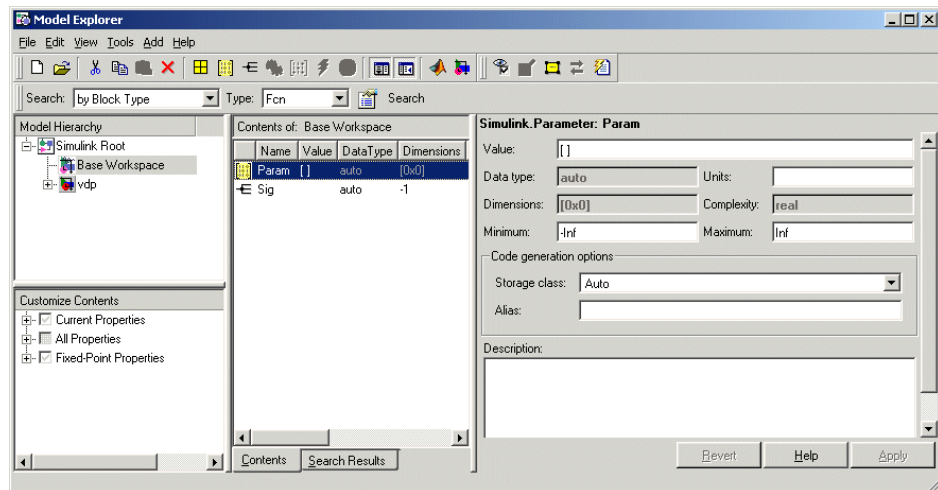 Model Explorer
File Edit View Tools Add Help
Search: by Block Type Type: Fcn Search
Model Hierarchy
Simulink Root
Base Workspace
vdp
Customize Contents
Current Properties
All Properties
Fixed-Point Properties
Contents of: Base Workspace
Name Value DataType Dimensions
Param [ ] auto [0x0]
Sig auto -1
Contents Search Results
Simulink.Parameter: Param
Value: [ ]
Data type: auto Units:
Dimensions: [0x0] Complexity: real
Minimum: -Inf Maximum: Inf
Code generation options
Storage class: Auto
Alias:
Description:
Revert Help Apply